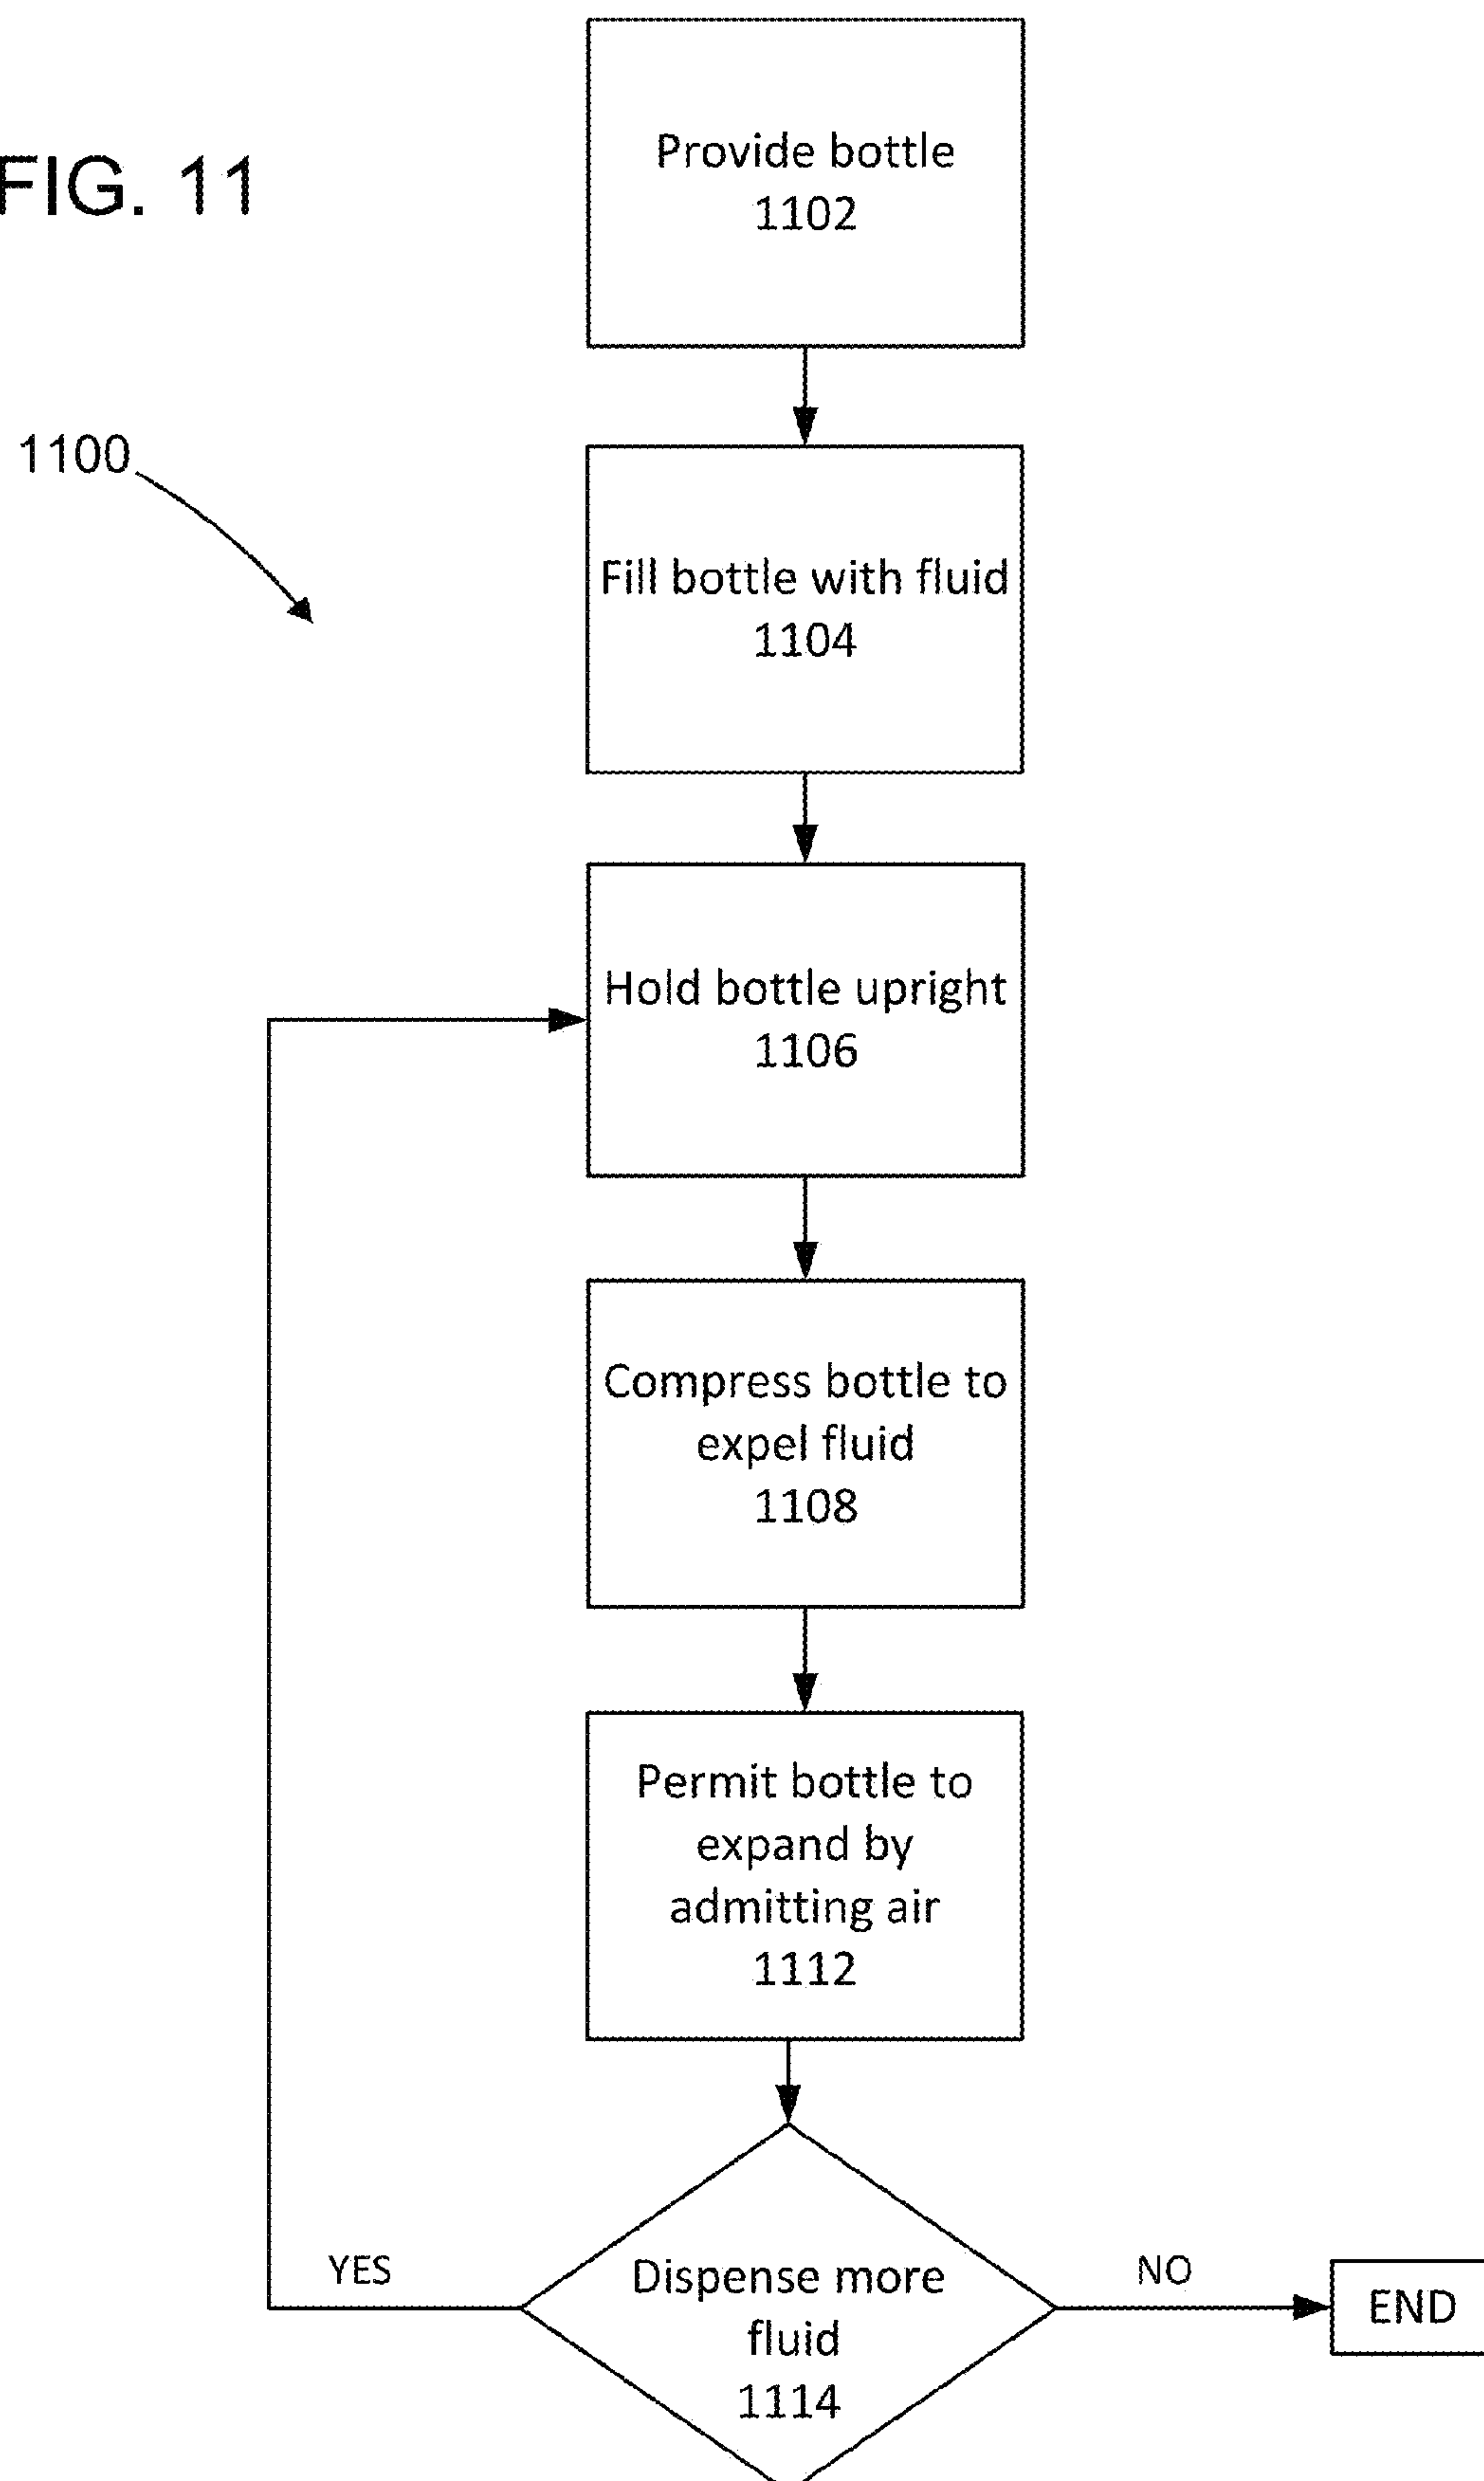 FIG. 11
Provide bottle
1102
1100
Fill bottle with fluid
1104
Hold bottle upright
1106
Compress bottle to
expel fluid
1108
Permit bottle to
expand by
admitting air
1112
Dispense more
fluid
1114
YES
NO
END